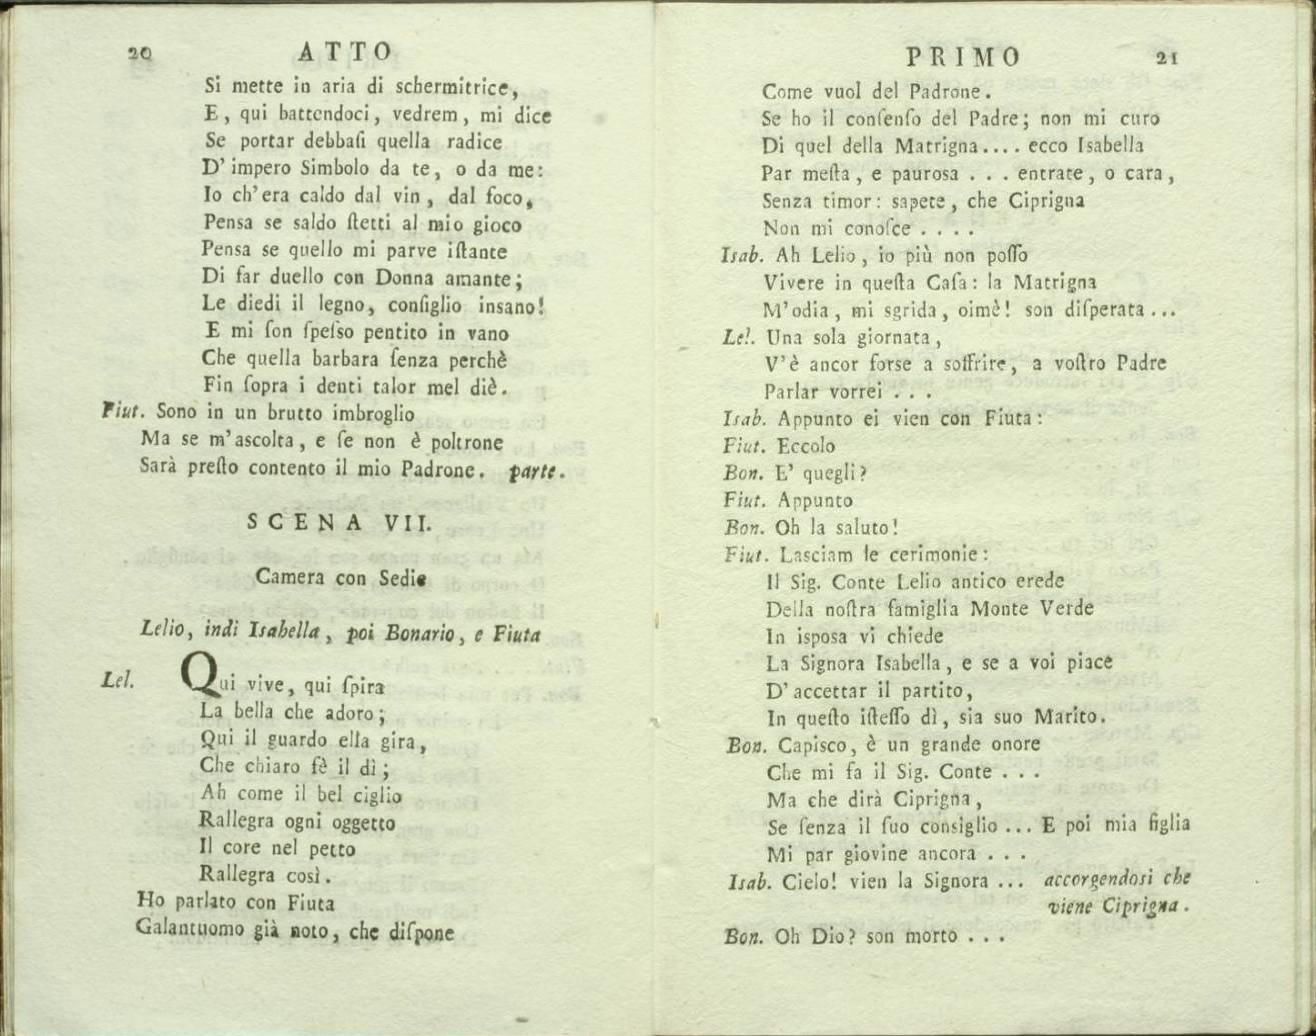 20 ATTO
Si mette in aria di schermitrice,
E, qui battendoci, vedrem, mi dice
Se portar debbaſi quella radice
D'impero Simbolo da te, o da me:
Io ch'era caldo dal vin, dal foco,
Pensa se saldo ſtetti al mio gioco
Pensa se quello mi parve iſtante
Di far duello con Donna amante;
Le diedi il legno, conſiglio insano!
E mi ſon ſpeſso pentito in vano
Che quella barbara ſenza perchè
Fin ſopra i denti talor mel diè.
Fiut. Sono in un brutto imbroglio
Ma se m'ascolta, e ſe non è poltrone
Sarà preſto contento il mio Padrone. parte.
SCENA VII.
Camera con Sedie
Lelio, indi Isabella, poi Bonario, e Fiuta
Lel. Qui vive, qui ſpira
La bella che adoro;
Qui il guardo ella gira,
Che chiaro fè il dì;
Ah come il bel ciglio
Rallegra ogni oggetto
Il core nel petto
Rallegra così.
Ho parlato con Fiuta
Galantuomo già noto, che diſpone
PRIMO 21
Come vuol del Padrone.
Se ho il conſenſo del Padre; non mi curo
Di quel della Matrigna.... ecco Isabella
Par meſta, e paurosa . . . entrate, o cara,
Senza timor: sapete, che Ciprigna
Non mi conoſce . . . .
Isab. Ah Lelio, io più non poſſo
Vivere in queſta Caſa: la Matrigna
M'odia, mi sgrida, oimè! son diſperata...
Lel. Una sola giornata,
V'è ancor forse a soffrire, a voſtro Padre
Parlar vorrei . . .
Isab. Appunto ei vien con Fiuta:
Fiut. Eccolo
Bon. E' quegli?
Fiut. Appunto
Bon. Oh la saluto!
Fiut. Lasciam le cerimonie:
Il Sig. Conte Lelio antico erede
Della noſtra famiglia Monte Verde
In isposa vi chiede
La Signora Isabella, e se a voi piace
D'accettar il partito,
In queſto iſteſſo dì, sia suo Marito.
Bon. Capisco, è un grande onore
Che mi fa il Sig. Conte . . .
Ma che dirà Ciprigna,
Se ſenza il ſuo consiglio ... E poi mia figlia
Mi par giovine ancora . . .
Isab. Cielo! vien la Signora ... accorgendosi che
viene Ciprigna.
Bon. Oh Dio? son morto . . .